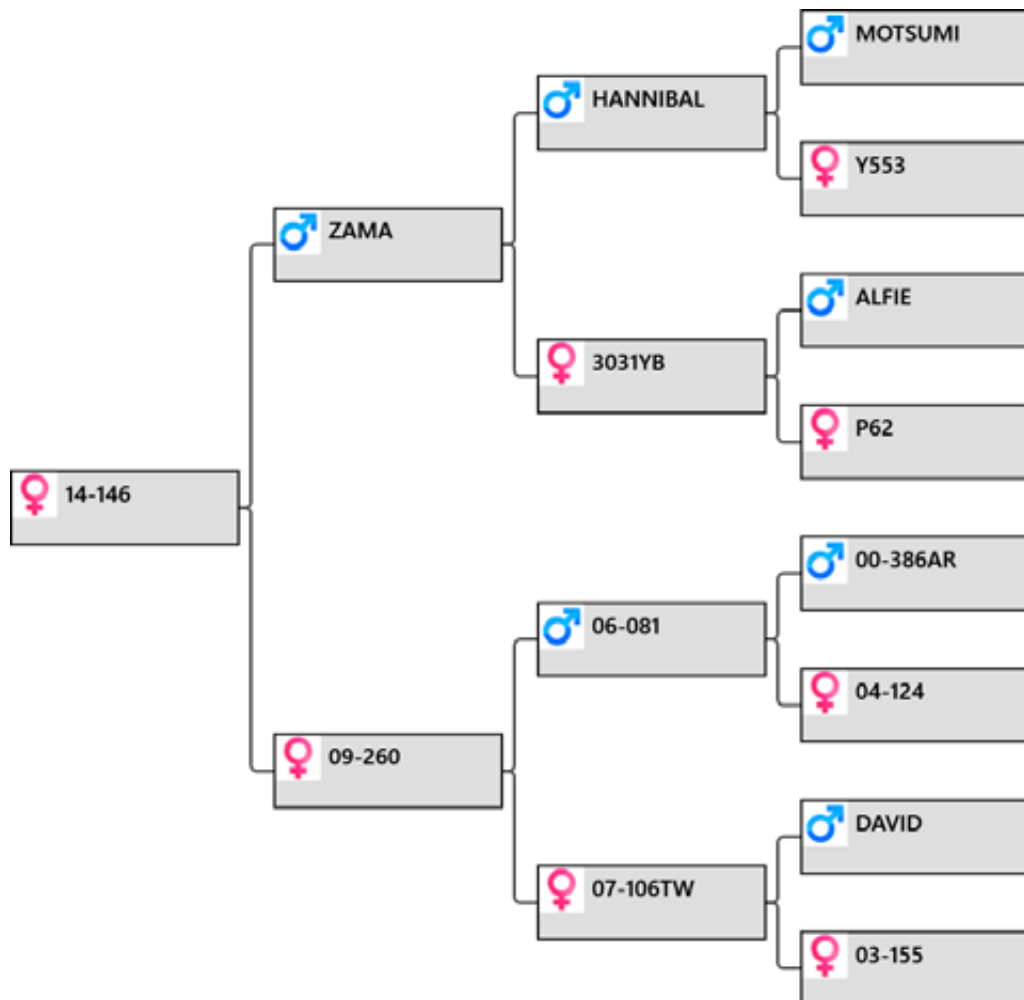 MOTSUMI
HANNIBAL
Y553
ZAMA
ALFIE
3031YB
P62
14-146
00-386AR
06-081
04-124
09-260
DAVID
07-106TW
03-155